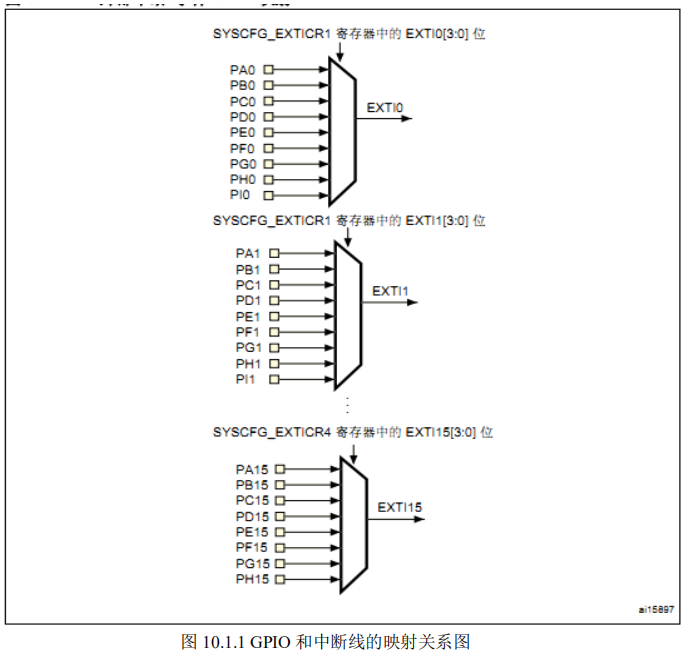 SYSCFG_EXTICR1 寄存器中的 EXTI0[3:0] 位
PA0
PB0
PC0
PD0
PE0
PF0
PG0
PH0
PI0
EXTI0
SYSCFG_EXTICR1 寄存器中的 EXTI1[3:0] 位
PA1
PB1
PC1
PD1
PE1
PF1
PG1
PH1
PI1
EXTI1
SYSCFG_EXTICR4 寄存器中的 EXTI15[3:0] 位
PA15
PB15
PC15
PD15
PE15
PF15
PG15
PH15
EXTI15
ai15897
图 10.1.1 GPIO 和中断线的映射关系图